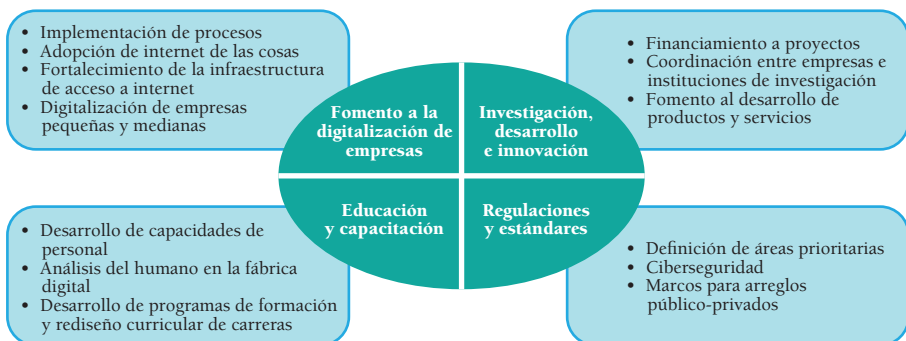 • Implementación de procesos
• Adopción de internet de las cosas
• Fortalecimiento de la infraestructura
de acceso a internet
• Digitalización de empresas
pequeñas y medianas
• Financiamiento a proyectos
• Coordinación entre empresas e
instituciones de investigación
• Fomento al desarrollo de
productos y servicios
Fomento a la
digitalización de
empresas
Investigación,
desarrollo
e innovación
Educación
y capacitación
Regulaciones
y estándares
• Desarrollo de capacidades de
personal
• Análisis del humano en la fábrica
digital
• Desarrollo de programas de formación
y rediseño curricular de carreras
• Definición de áreas prioritarias
• Ciberseguridad
• Marcos para arreglos
público-privados